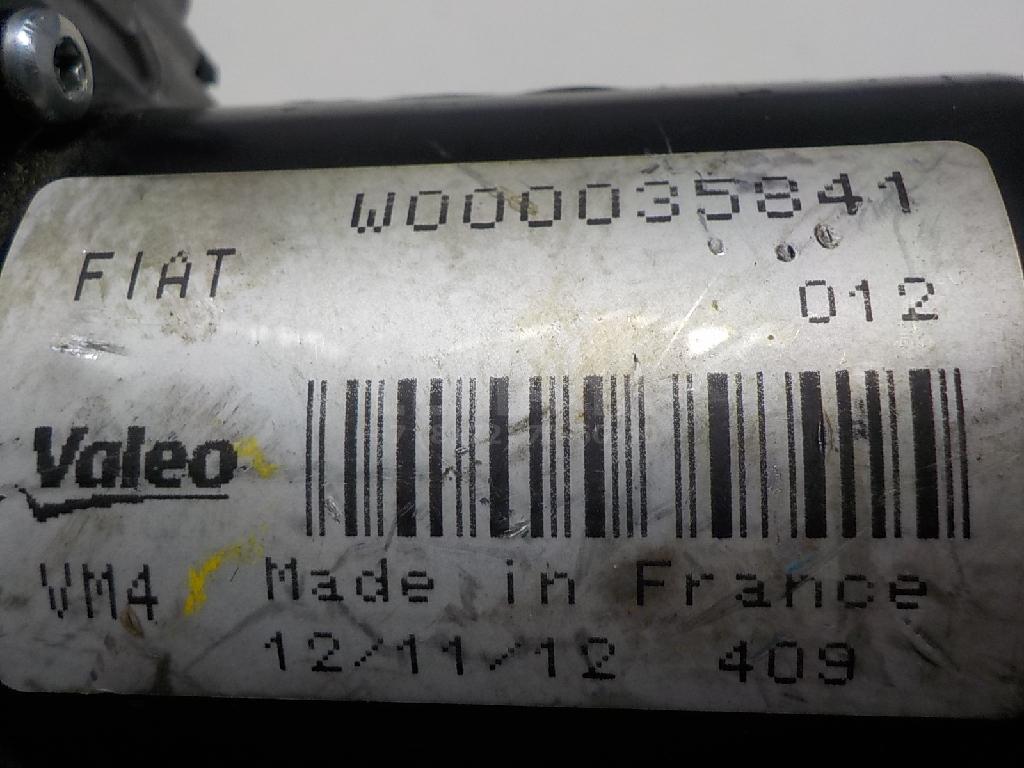 W000035841
FIAT
012
Valeo
VM4
Made in France
12/11/12 409